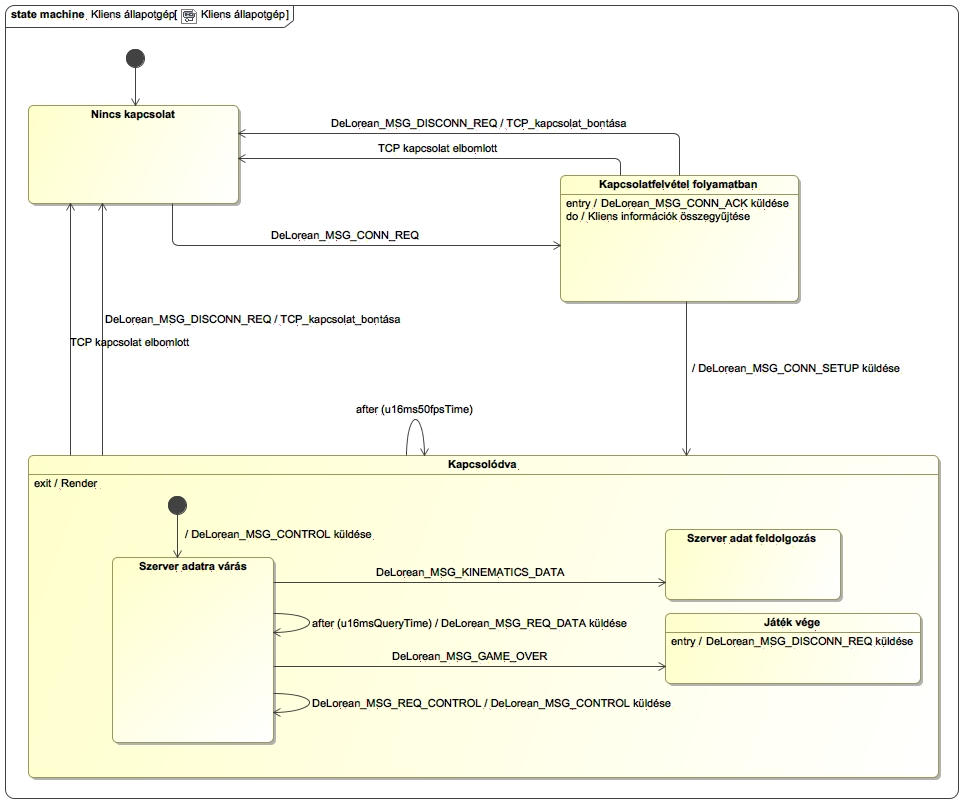 state machine Kliens állapotgép[ Kliens állapotgép]
Nincs kapcsolat
DeLorean_MSG_DISCONN_REQ / TCP_kapcsolat_bontása
TCP kapcsolat elbomlott
Kapcsolatfelvétel folyamatban
entry / DeLorean_MSG_CONN_ACK küldése
do / Kliens információk összegyűjtése
DeLorean_MSG_CONN_REQ
DeLorean_MSG_DISCONN_REQ / TCP_kapcsolat_bontása
TCP kapcsolat elbomlott
/ DeLorean_MSG_CONN_SETUP küldése
after (u16ms50fpsTime)
Kapcsolódva
exit / Render
/ DeLorean_MSG_CONTROL küldése
Szerver adatra várás
Szerver adat feldolgozás
DeLorean_MSG_KINEMATICS_DATA
after (u16msQueryTime) / DeLorean_MSG_REQ_DATA küldése
Játék vége
entry / DeLorean_MSG_DISCONN_REQ küldése
DeLorean_MSG_GAME_OVER
DeLorean_MSG_REQ_CONTROL / DeLorean_MSG_CONTROL küldése